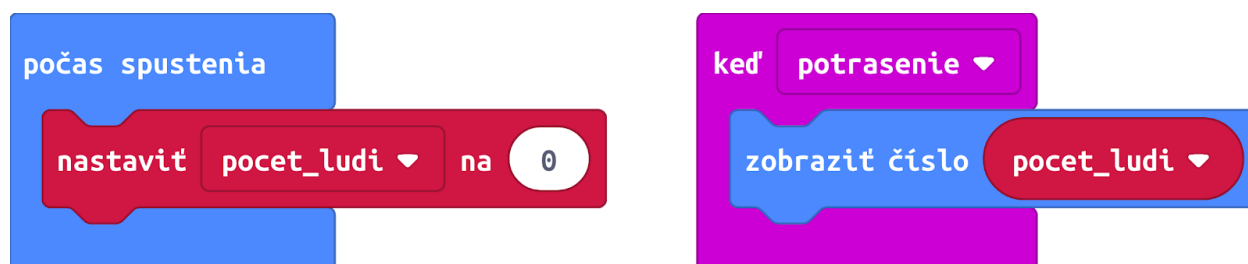 počas spustenia
nastaviť pocet_ludi na 0
keď potrasenie
zobraziť číslo pocet_ludi